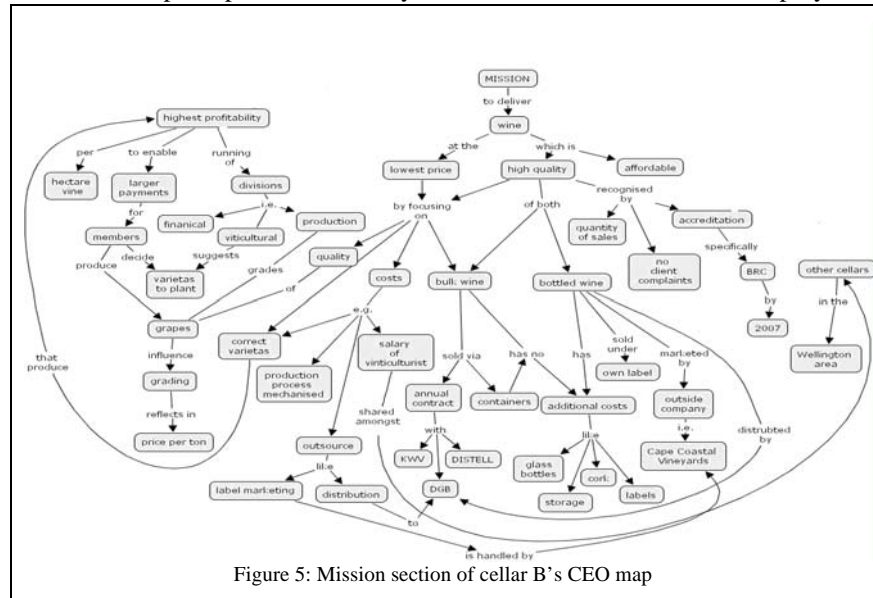 MISSION
to deliver
highest profitability
wine
per
to enable
running
of
at the
which is
lowest price
high quality
affordable
hectare
vine
larger
payments
divisions
recognised
by
for
i.e.
by focusing
on
of both
accreditation
finanical
production
quantity
of sales
members
viticultural
specifically
produce
decide
suggests
grades
quality
no
client
complaints
BRC
other cellars
varietas
to plant
costs
bulk wine
bottled wine
of
by
in the
e.g.
grapes
2007
that
produce
influence
correct
varietas
salary
of
vinticulturist
sold via
has no
has
sold
under
marketed
by
Wellington
area
production
process
mechanised
own label
grading
annual
contract
containers
additional costs
outside
company
reflects in
shared
amongst
distrubted
by
price per ton
outsource
with
like
i.e.
like
KWV
DISTELL
glass
bottles
cork
Cape Coastal
Vineyards
label marketing
distribution
DGB
storage
labels
to
is handled by
Figure 5: Mission section of cellar B's CEO map